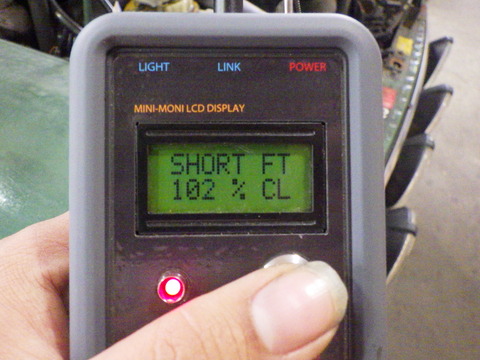 LIGHT LINK POWER
MINI-MONI LCD DISPLAY
SHORT FT
102 % CL